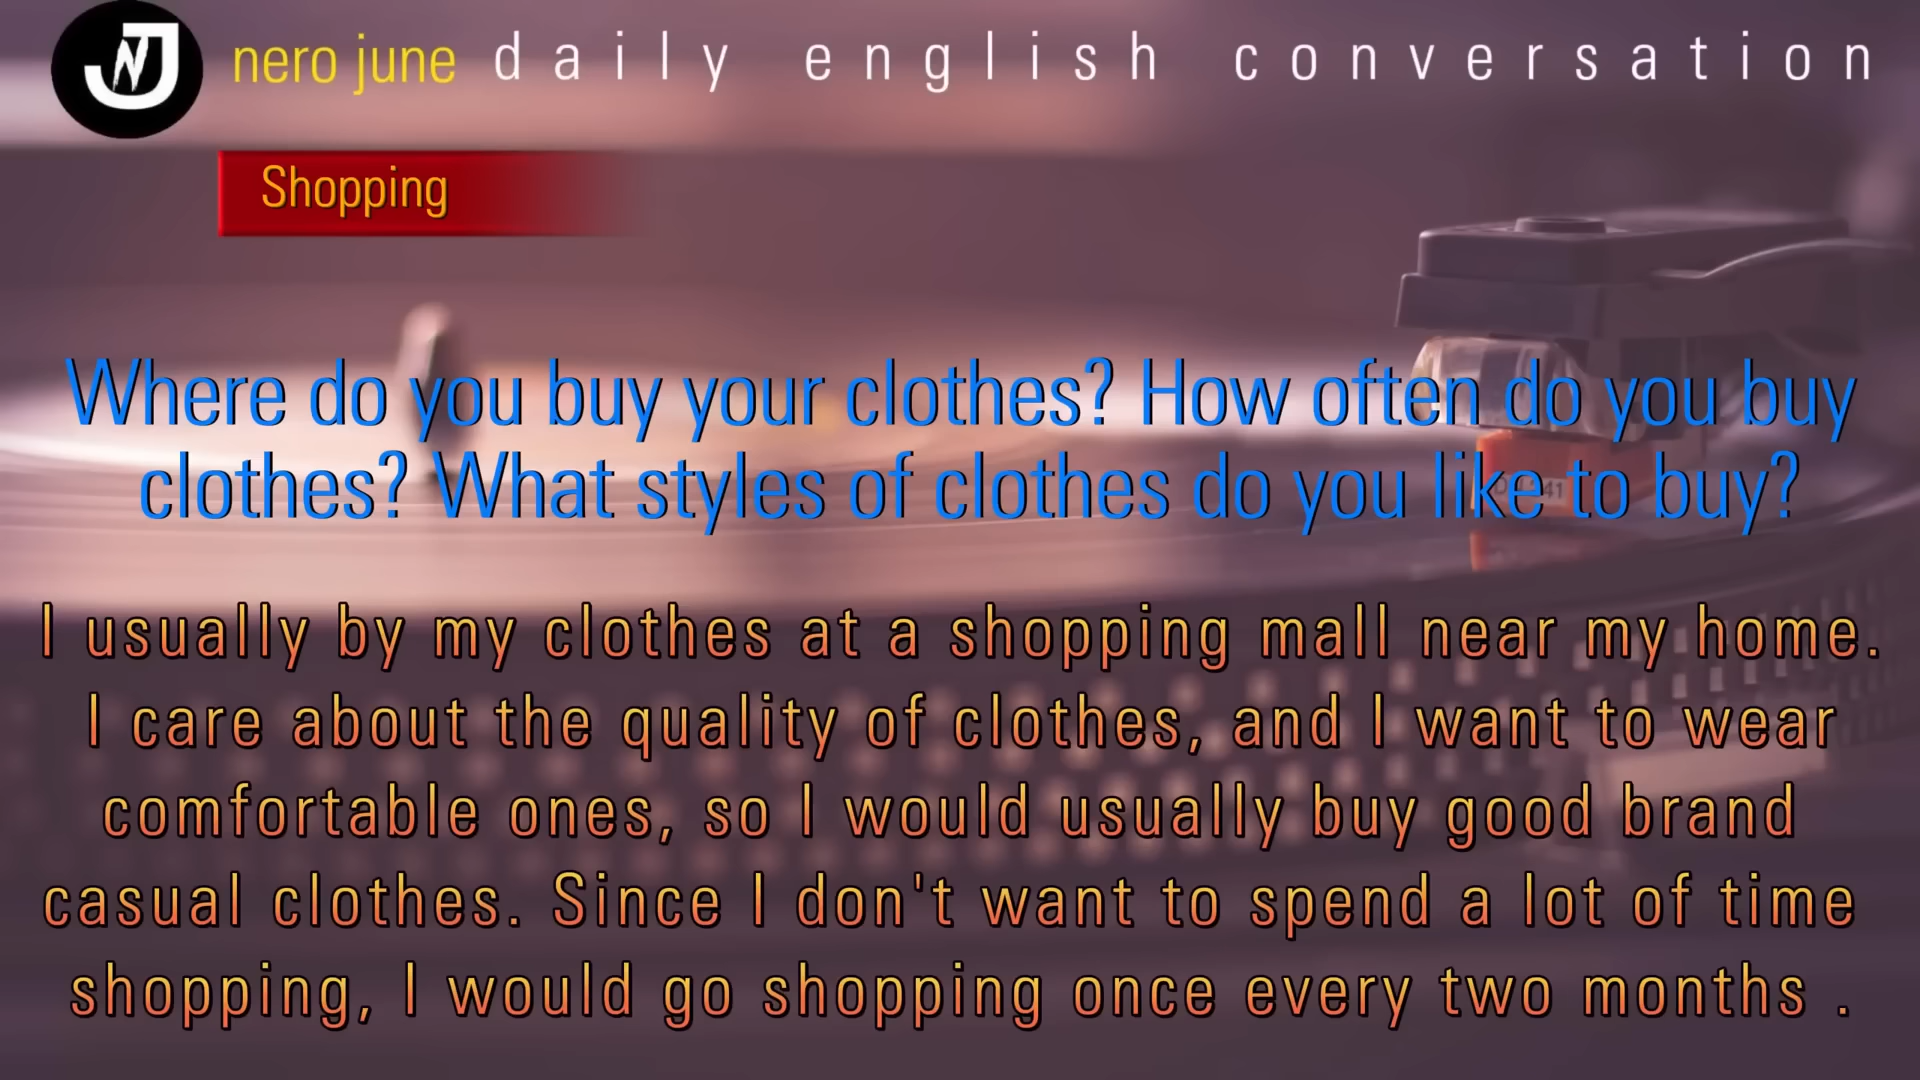 NJ nero june daily english conversation
Shopping
Where do you buy your clothes? How often do you buy
clothes? What styles of clothes do you like to buy?
I usually by my clothes at a shopping mall near my home.
I care about the quality of clothes, and I want to wear
comfortable ones, so I would usually buy good brand
casual clothes. Since I don't want to spend a lot of time
shopping, I would go shopping once every two months .